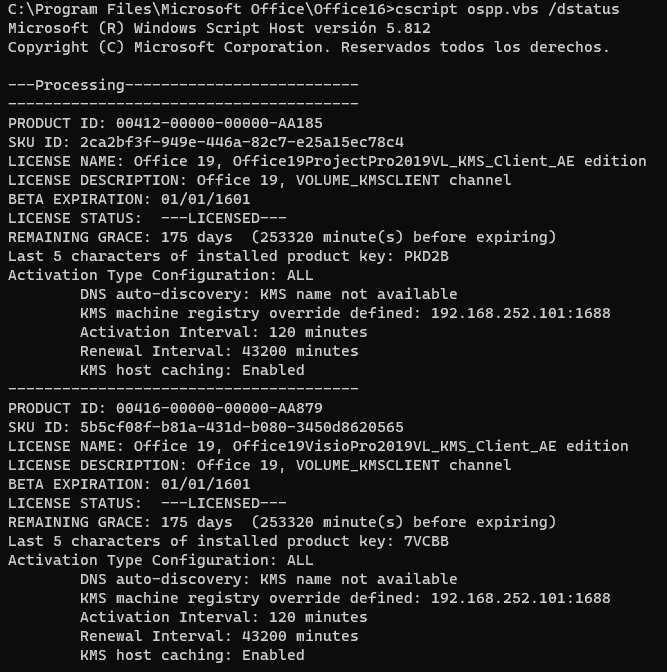 C:\Program Files\Microsoft Office\Office16>cscript ospp.vbs /dstatus
Microsoft (R) Windows Script Host versión 5.812
Copyright (C) Microsoft Corporation. Reservados todos los derechos.

---Processing--------------------------
---------------------------------------
PRODUCT ID: 00412-00000-00000-AA185
SKU ID: 2ca2bf3f-949e-446a-82c7-e25a15ec78c4
LICENSE NAME: Office 19, Office19ProjectPro2019VL_KMS_Client_AE edition
LICENSE DESCRIPTION: Office 19, VOLUME_KMSCLIENT channel
BETA EXPIRATION: 01/01/1601
LICENSE STATUS:  ---LICENSED---
REMAINING GRACE: 175 days  (253320 minute(s) before expiring)
Last 5 characters of installed product key: PKD2B
Activation Type Configuration: ALL
        DNS auto-discovery: KMS name not available
        KMS machine registry override defined: 192.168.252.101:1688
        Activation Interval: 120 minutes
        Renewal Interval: 43200 minutes
        KMS host caching: Enabled
---------------------------------------
PRODUCT ID: 00416-00000-00000-AA879
SKU ID: 5b5cf08f-b81a-431d-b080-3450d8620565
LICENSE NAME: Office 19, Office19VisioPro2019VL_KMS_Client_AE edition
LICENSE DESCRIPTION: Office 19, VOLUME_KMSCLIENT channel
BETA EXPIRATION: 01/01/1601
LICENSE STATUS:  ---LICENSED---
REMAINING GRACE: 175 days  (253320 minute(s) before expiring)
Last 5 characters of installed product key: 7VCBB
Activation Type Configuration: ALL
        DNS auto-discovery: KMS name not available
        KMS machine registry override defined: 192.168.252.101:1688
        Activation Interval: 120 minutes
        Renewal Interval: 43200 minutes
        KMS host caching: Enabled